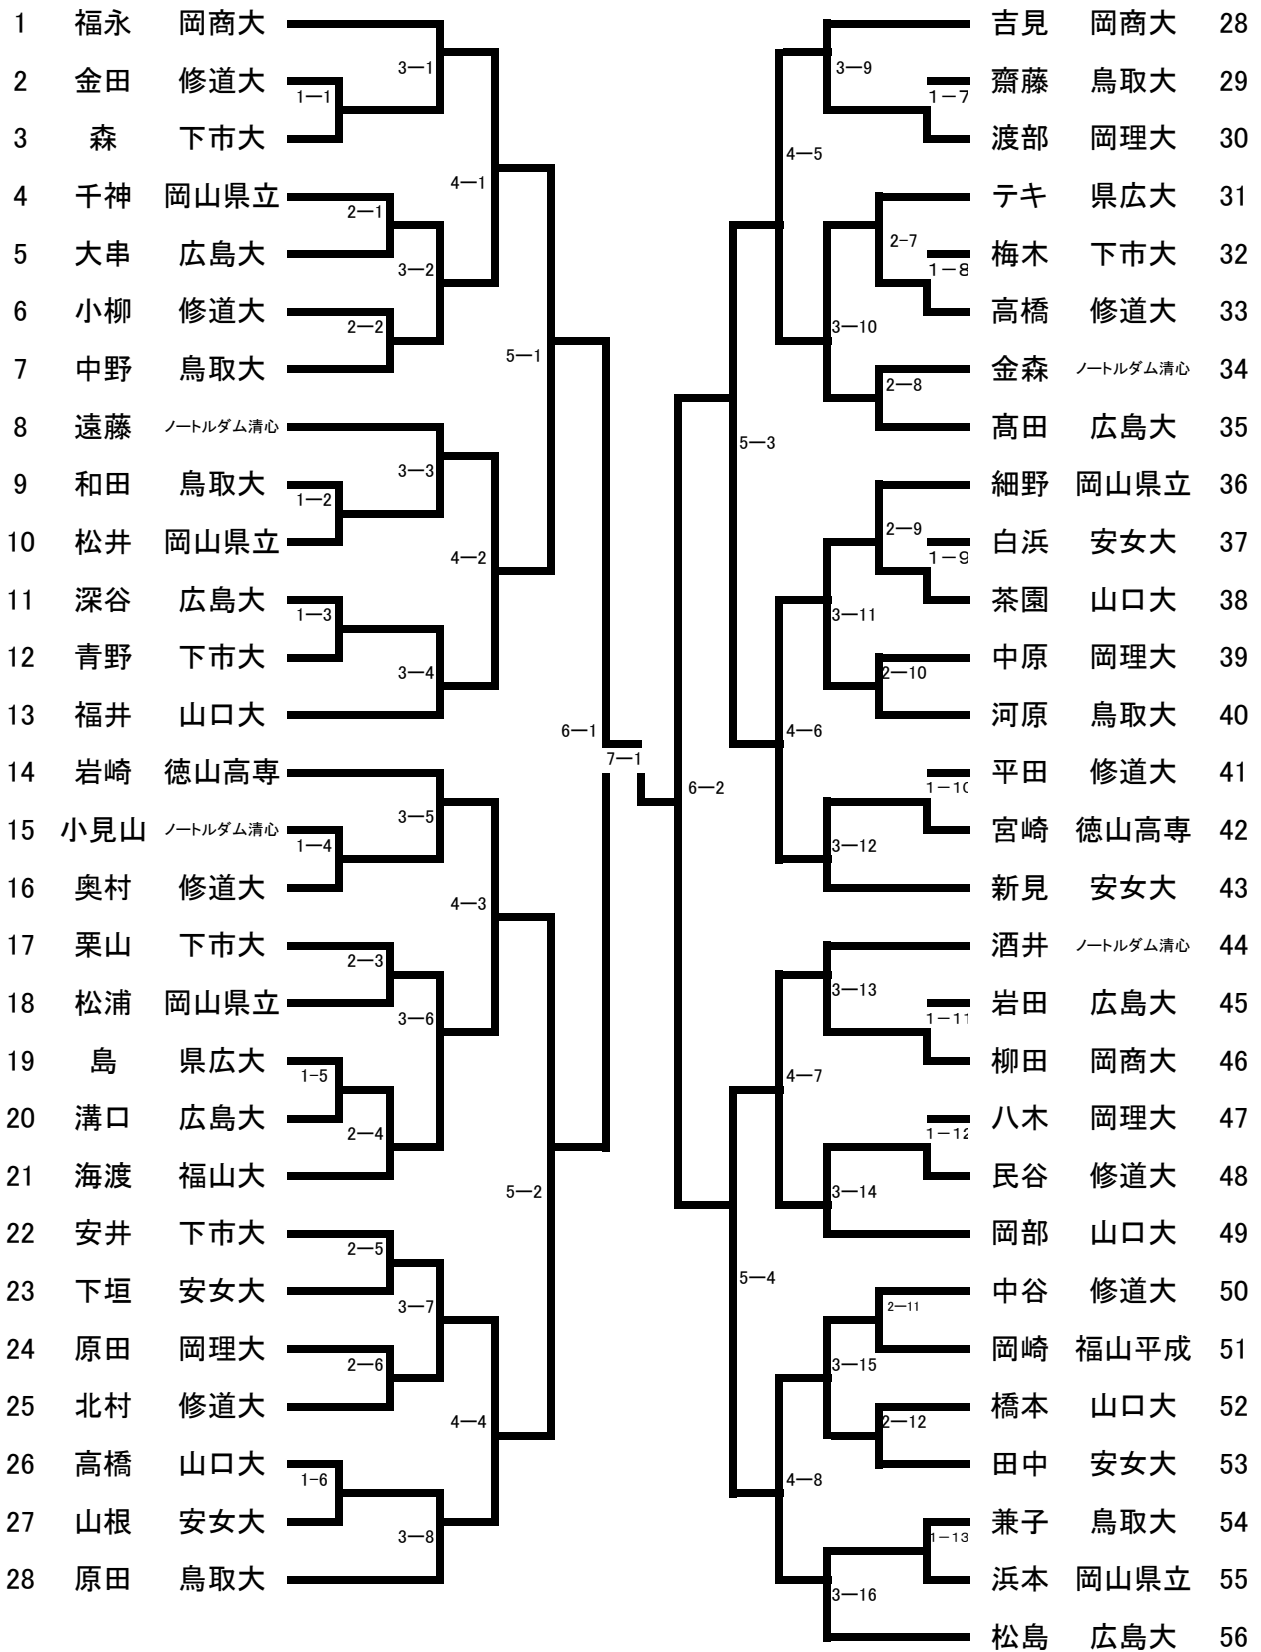 1 福永 岡商大
2 金田 修道大
3 森 下市大
4 千神 岡山県立
5 大串 広島大
6 小柳 修道大
7 中野 鳥取大
8 遠藤 ノートルダム清心
9 和田 鳥取大
10 松井 岡山県立
11 深谷 広島大
12 青野 下市大
13 福井 山口大
14 岩崎 徳山高専
15 小見山 ノートルダム清心
16 奥村 修道大
17 栗山 下市大
18 松浦 岡山県立
19 島 県広大
20 溝口 広島大
21 海渡 福山大
22 安井 下市大
23 下垣 安女大
24 原田 岡理大
25 北村 修道大
26 高橋 山口大
27 山根 安女大
28 原田 鳥取大
1―1
1―2
1―3
1―4
1-5
1-6
2―1
2―2
2―3
2―4
2―5
2―6
3―1
3―2
3―3
3―4
3―5
3―6
3―7
3―8
4―1
4―2
4―3
4―4
5―1
5―2
6―1
7―1
6―2
5―3
5―4
4―5
4―6
4―7
4―8
3―9
3―10
3―11
3―12
3―13
3―14
3―15
3―16
2-7
2―8
2―9
2―10
2―11
2―12
1－7
1－8
1－9
1－10
1－11
1－12
1－13
吉見 岡商大 28
齋藤 鳥取大 29
渡部 岡理大 30
テキ 県広大 31
梅木 下市大 32
高橋 修道大 33
金森 ノートルダム清心 34
髙田 広島大 35
細野 岡山県立 36
白浜 安女大 37
茶園 山口大 38
中原 岡理大 39
河原 鳥取大 40
平田 修道大 41
宮崎 徳山高専 42
新見 安女大 43
酒井 ノートルダム清心 44
岩田 広島大 45
柳田 岡商大 46
八木 岡理大 47
民谷 修道大 48
岡部 山口大 49
中谷 修道大 50
岡崎 福山平成 51
橋本 山口大 52
田中 安女大 53
兼子 鳥取大 54
浜本 岡山県立 55
松島 広島大 56